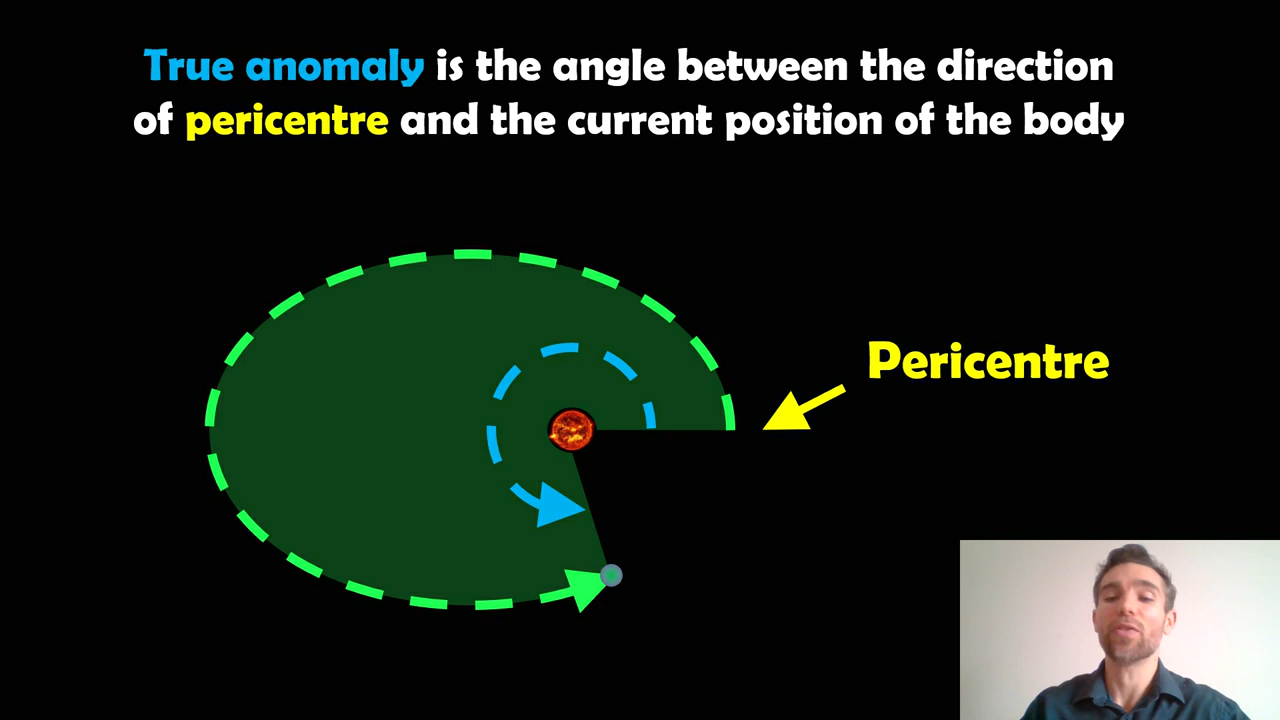 True anomaly is the angle between the direction
of pericentre and the current position of the body
Pericentre